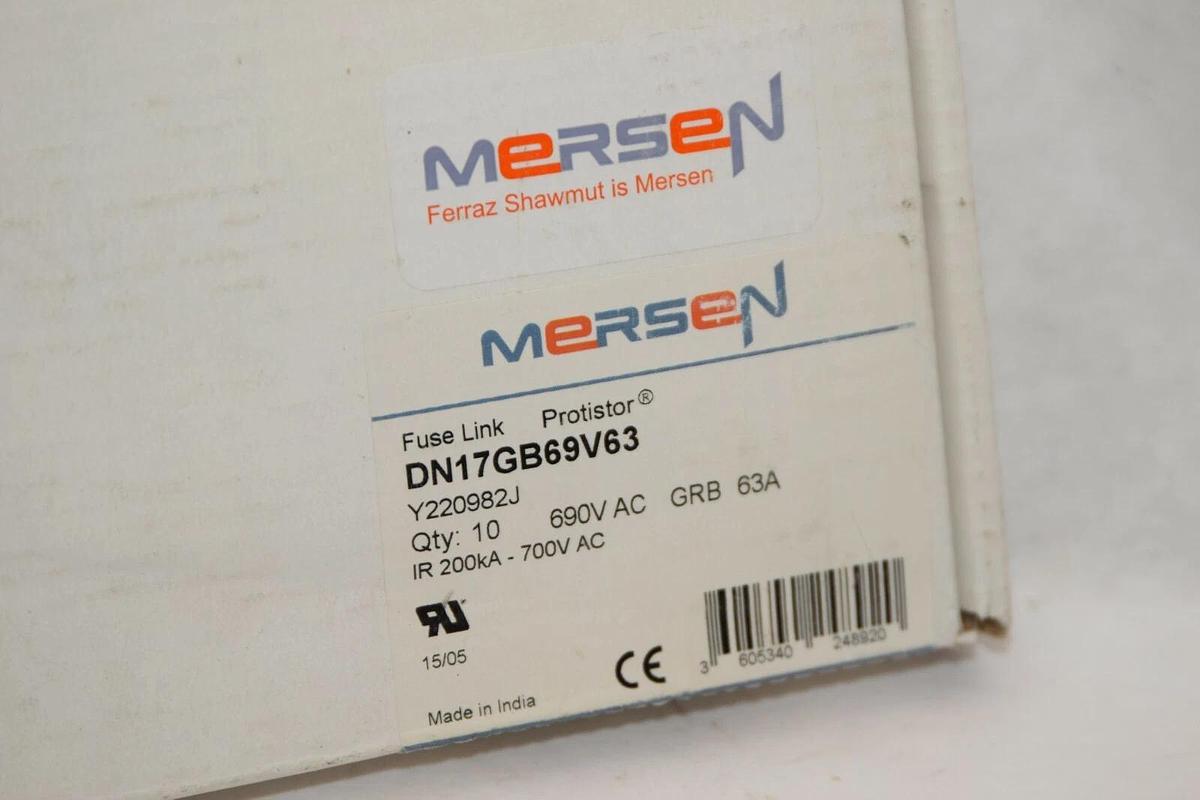 MERSEN
Ferraz Shawmut is Mersen
MERSEN
Fuse Link Protistor®
DN17GB69V63
Y220982J
Qty: 10 690V AC GRB 63A
IR 200kA - 700V AC
RU
15/05
CE
3 605340 248920
Made in India